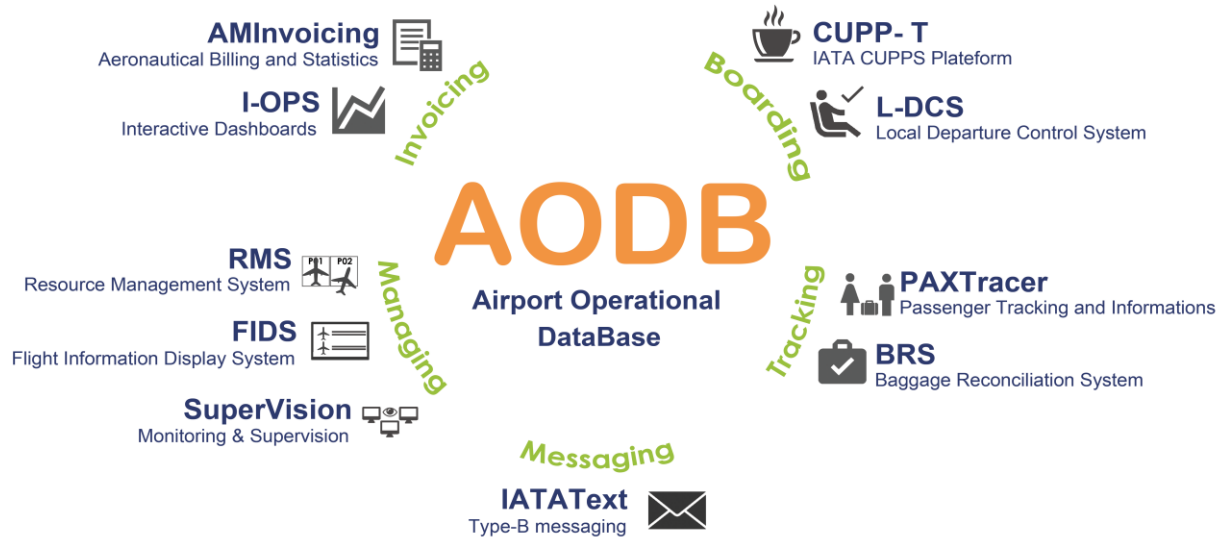 AMInvoicing
Aeronautical Billing and Statistics
I-OPS
Interactive Dashboards
Invoicing
CUPP- T
IATA CUPPS Plateform
L-DCS
Local Departure Control System
Boarding
AODB
Airport Operational
DataBase
RMS
Resource Management System
P01 P02
FIDS
Flight Information Display System
SuperVision
Monitoring & Supervision
Managing
PAXTracer
Passenger Tracking and Informations
BRS
Baggage Reconciliation System
Tracking
Messaging
IATAText
Type-B messaging